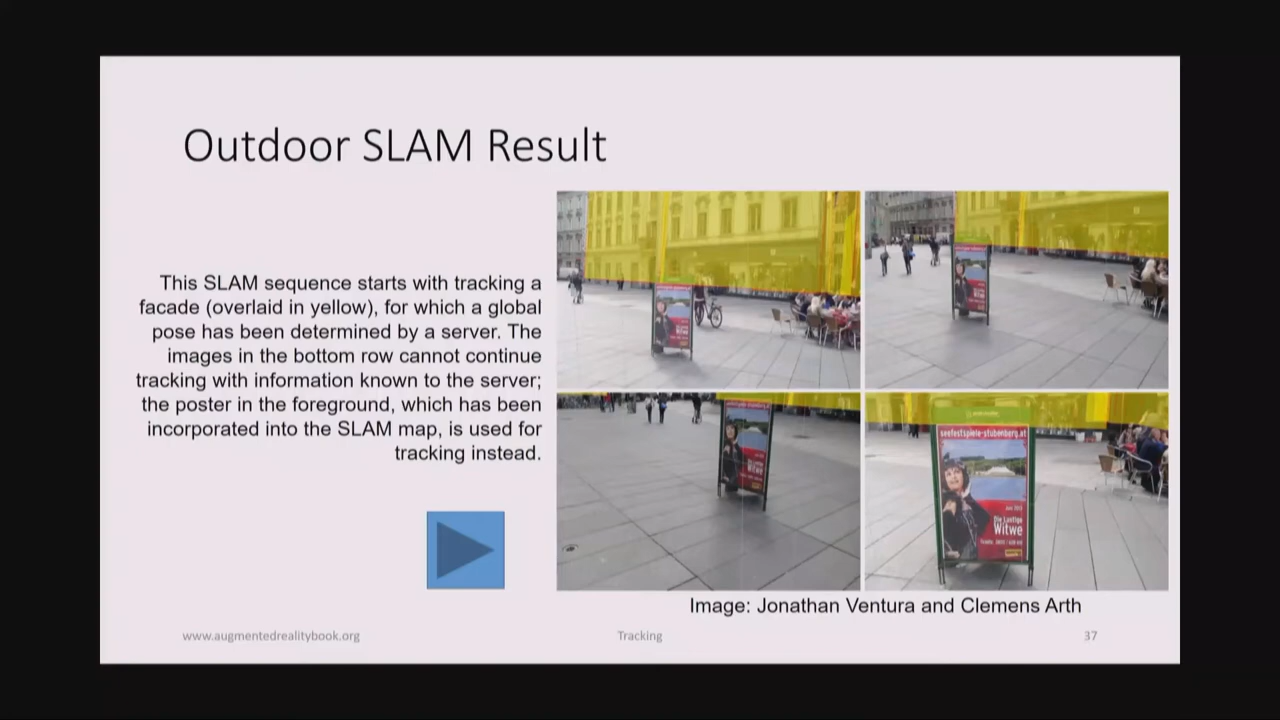 Outdoor SLAM Result
This SLAM sequence starts with tracking a
facade (overlaid in yellow), for which a global
pose has been determined by a server. The
images in the bottom row cannot continue
tracking with information known to the server;
the poster in the foreground, which has been
incorporated into the SLAM map, is used for
tracking instead.
seefestspiele-stubenberg.at
Die Lustige
Witwe
Image: Jonathan Ventura and Clemens Arth
www.augmentedrealitybook.org
Tracking
37